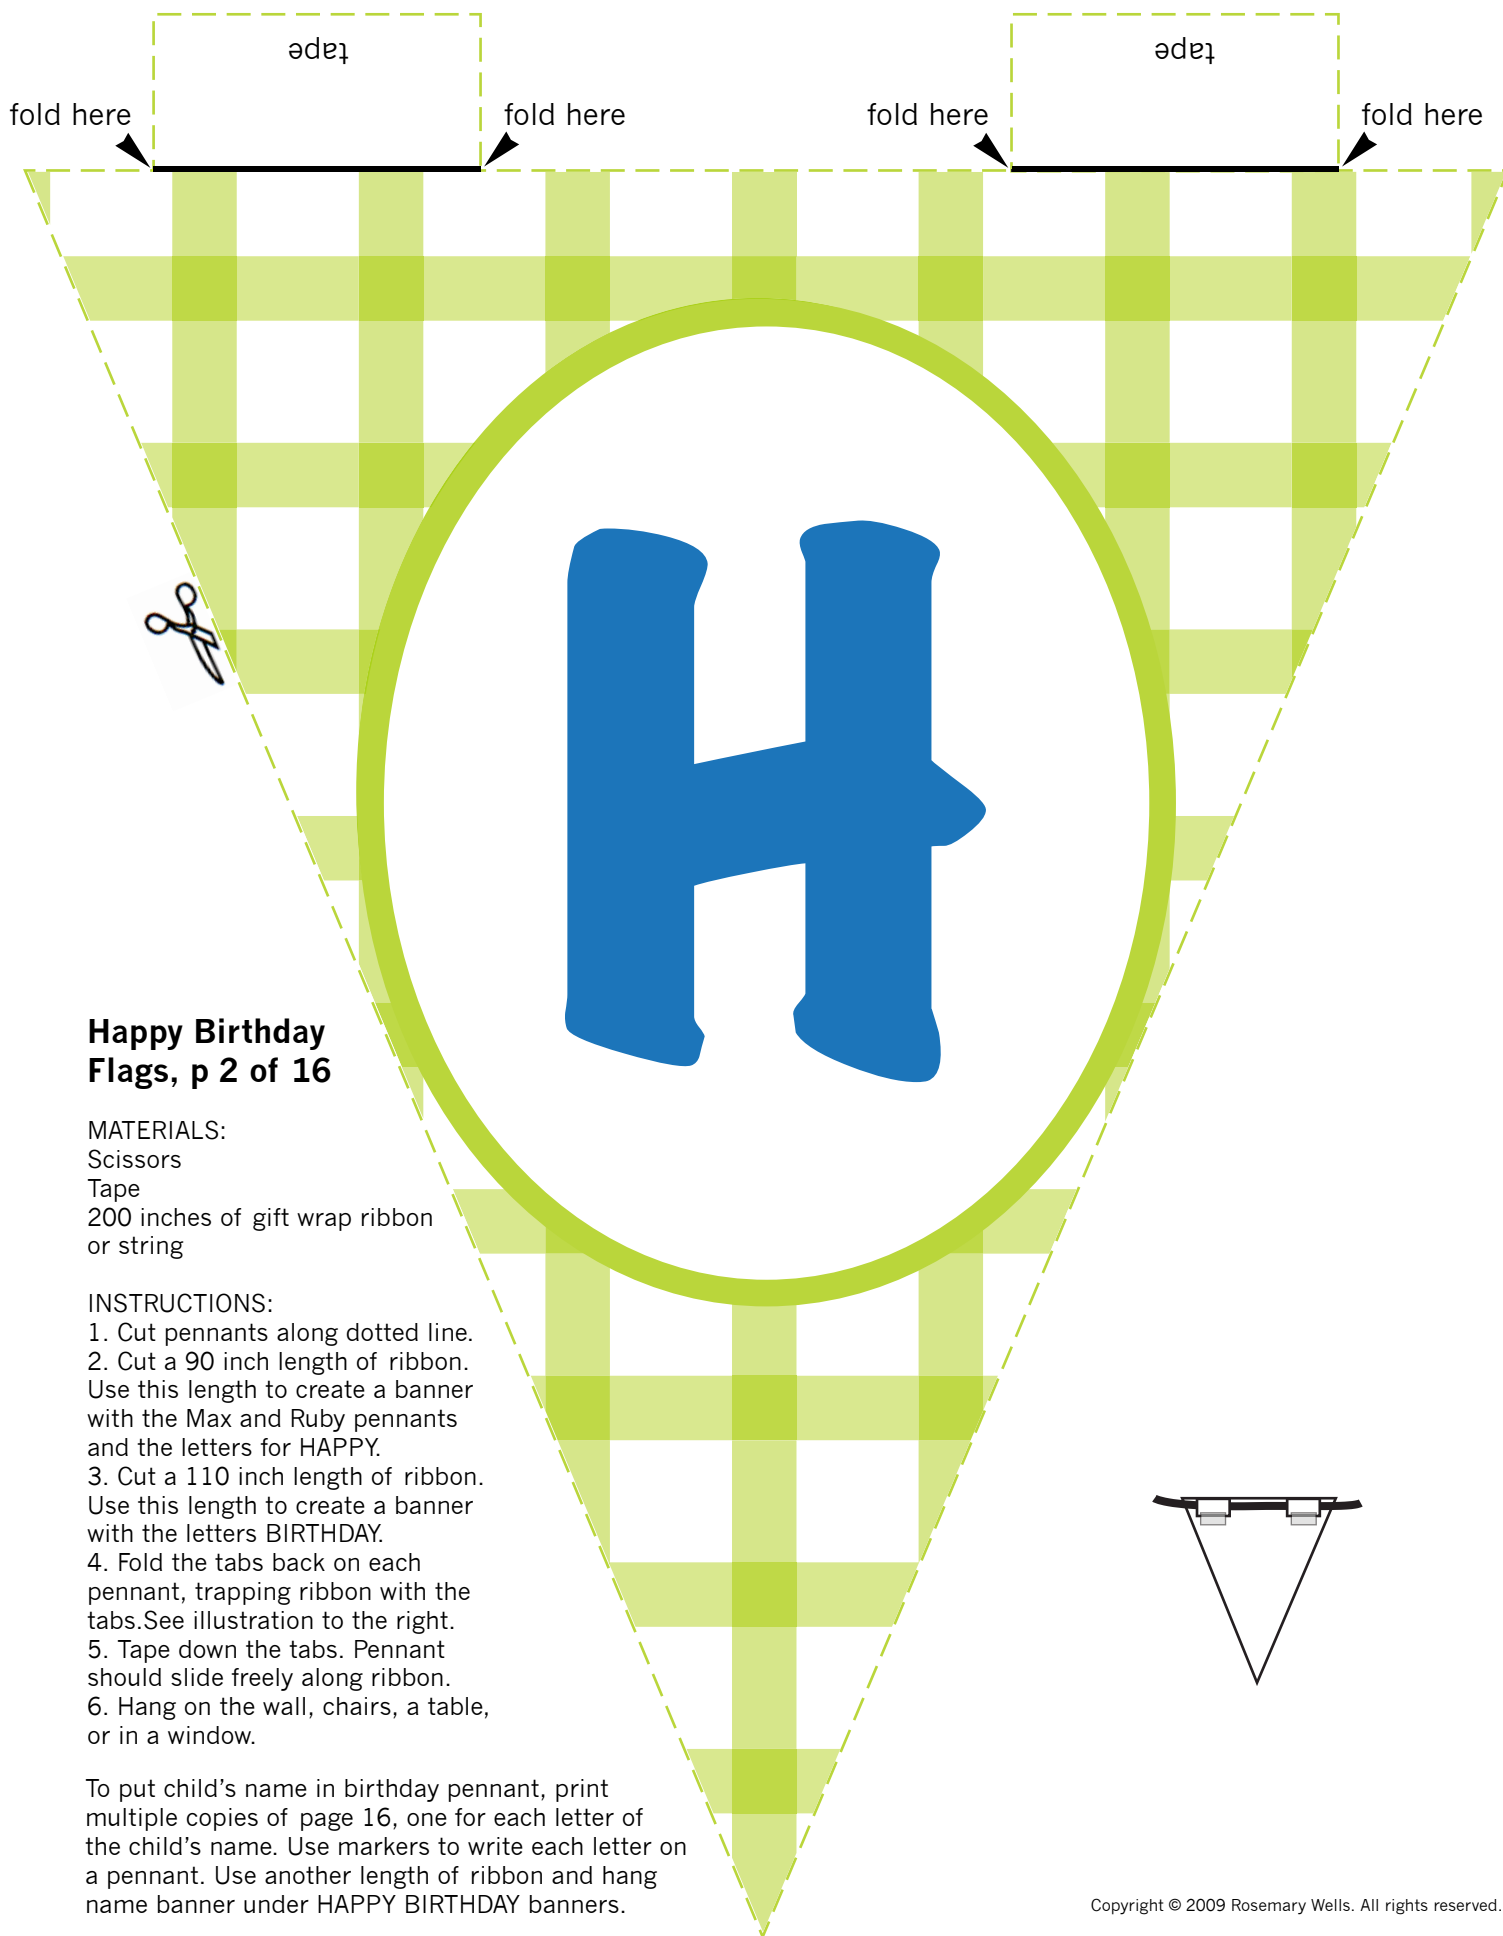 tape
tape
fold here
fold here
fold here
fold here
H
Happy Birthday
Flags, p 2 of 16
MATERIALS:
Scissors
Tape
200 inches of gift wrap ribbon
or string
INSTRUCTIONS:
1. Cut pennants along dotted line.
2. Cut a 90 inch length of ribbon.
Use this length to create a banner
with the Max and Ruby pennants
and the letters for HAPPY.
3. Cut a 110 inch length of ribbon.
Use this length to create a banner
with the letters BIRTHDAY.
4. Fold the tabs back on each
pennant, trapping ribbon with the
tabs.See illustration to the right.
5. Tape down the tabs. Pennant
should slide freely along ribbon.
6. Hang on the wall, chairs, a table,
or in a window.
To put child’s name in birthday pennant, print
multiple copies of page 16, one for each letter of
the child’s name. Use markers to write each letter on
a pennant. Use another length of ribbon and hang
name banner under HAPPY BIRTHDAY banners.
Copyright © 2009 Rosemary Wells. All rights reserved.